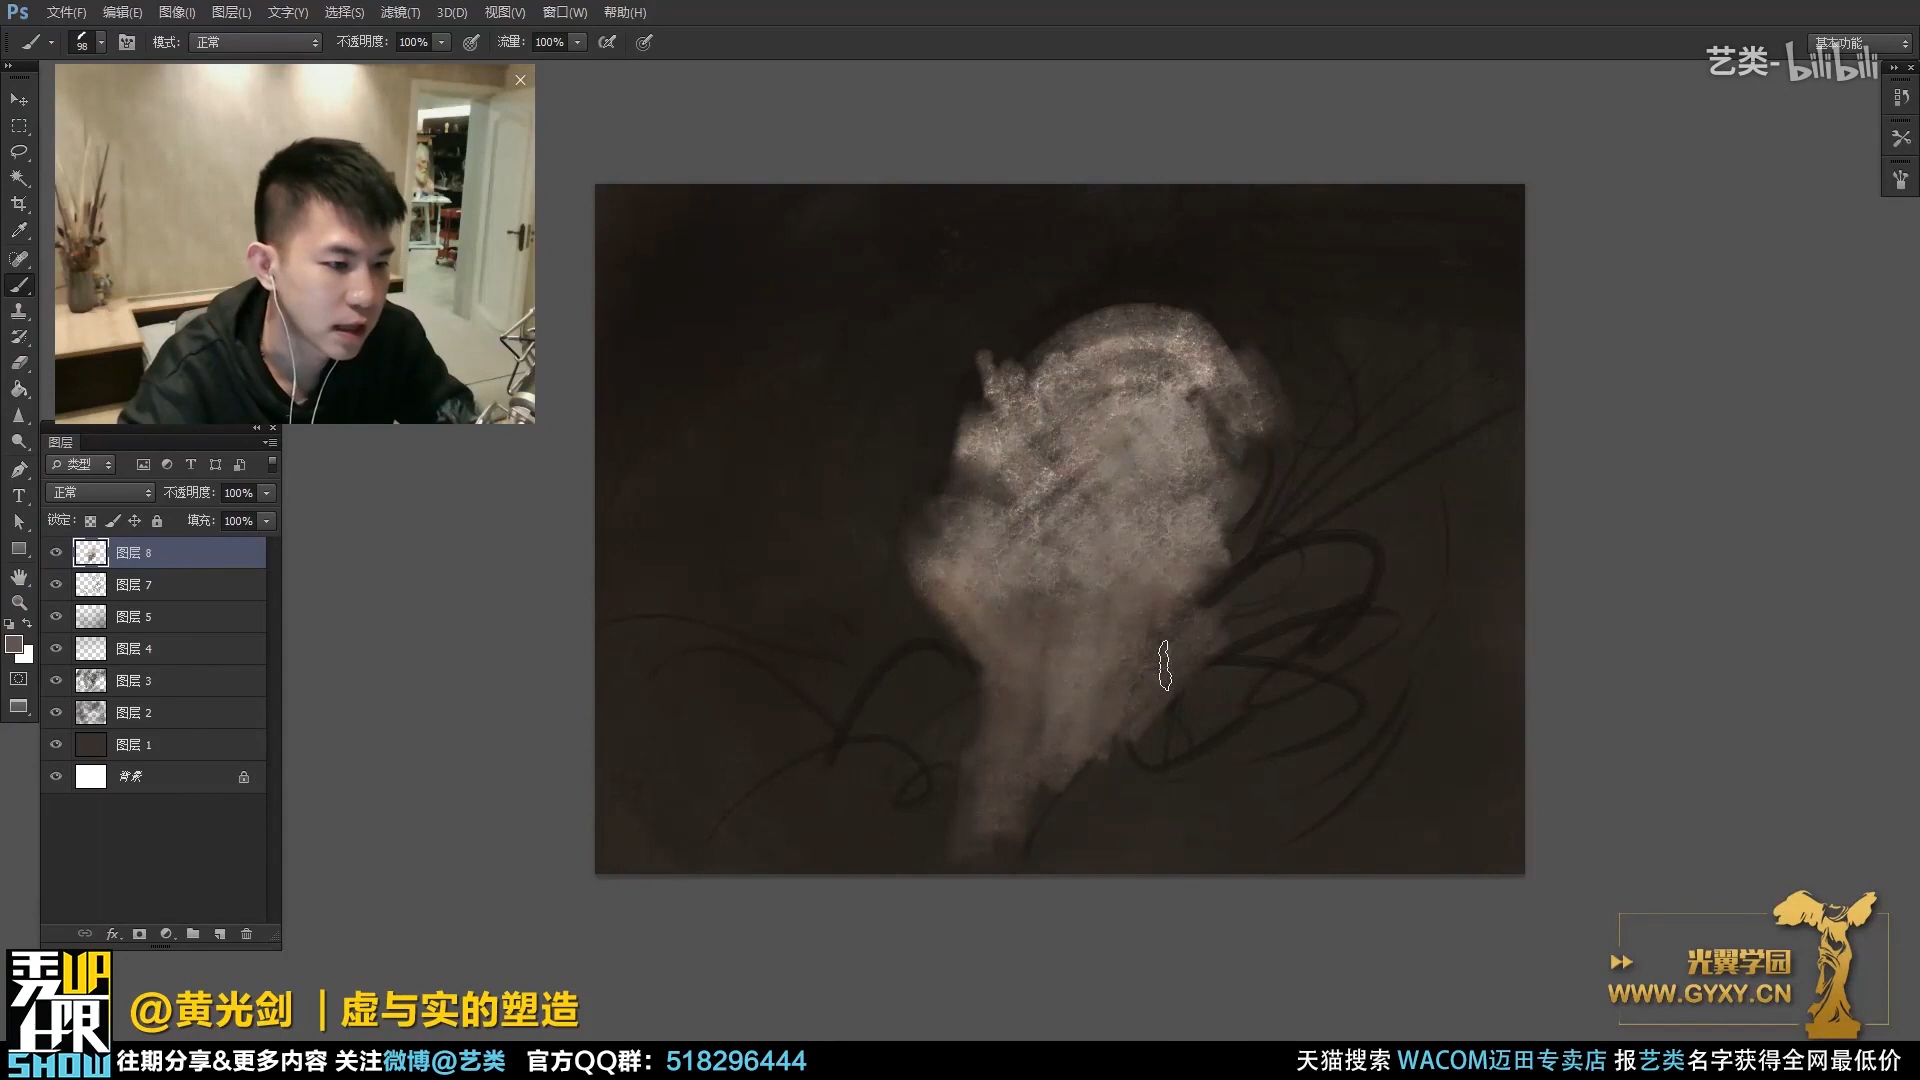 Ps 文件(F) 编辑(E) 图像(I) 图层(L) 文字(Y) 选择(S) 滤镜(T) 3D(D) 视图(V) 窗口(W) 帮助(H)
98 模式: 正常 不透明度: 100% 流量: 100% 基本功能
艺类-bilibili
图层
类型
正常 不透明度: 100%
锁定: 填充: 100%
图层 8
图层 7
图层 5
图层 4
图层 3
图层 2
图层 1
背景
fx
光翼学园
WWW.GYXY.CN
UP
SHOW
@黄光剑 | 虚与实的塑造
往期分享&更多内容 关注微博@艺类 官方QQ群: 518296444
天猫搜索 WACOM迈田专卖店 报艺类名字获得全网最低价